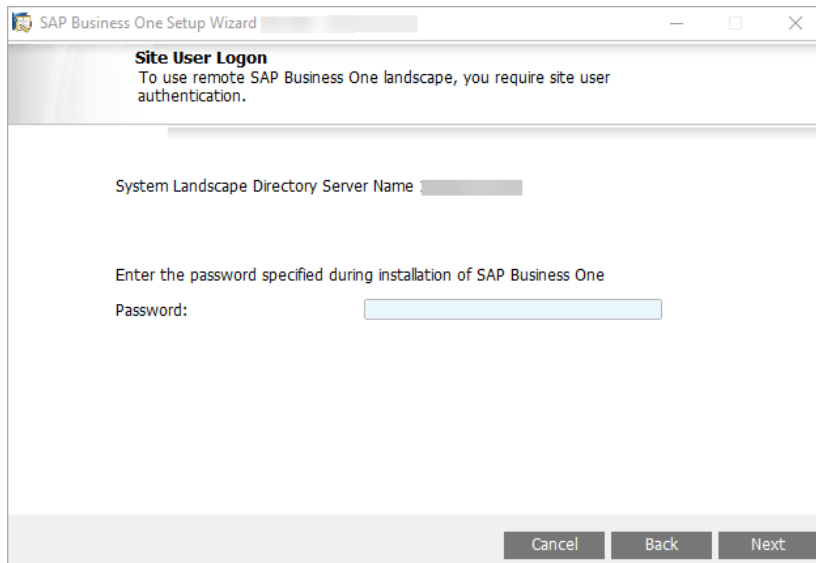 SAP Business One Setup Wizard
Site User Logon
To use remote SAP Business One landscape, you require site user
authentication.
System Landscape Directory Server Name
Enter the password specified during installation of SAP Business One
Password:
Cancel Back Next